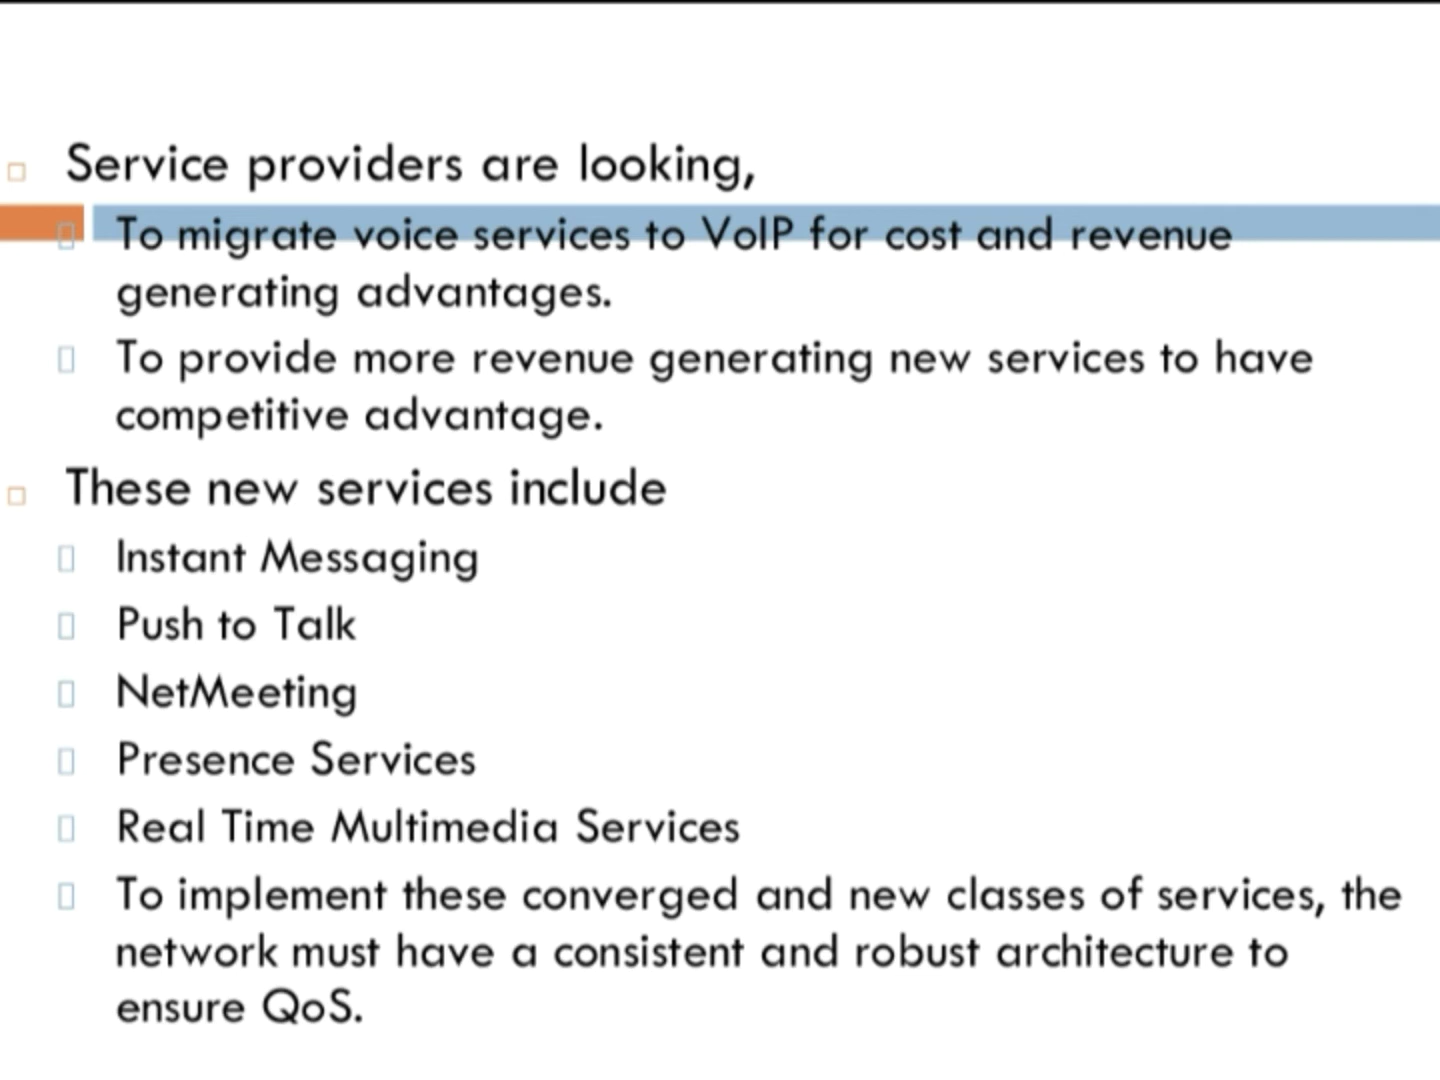 Service providers are looking,
To migrate voice services to VoIP for cost and revenue
generating advantages.
To provide more revenue generating new services to have
competitive advantage.
These new services include
Instant Messaging
Push to Talk
NetMeeting
Presence Services
Real Time Multimedia Services
To implement these converged and new classes of services, the
network must have a consistent and robust architecture to
ensure QoS.